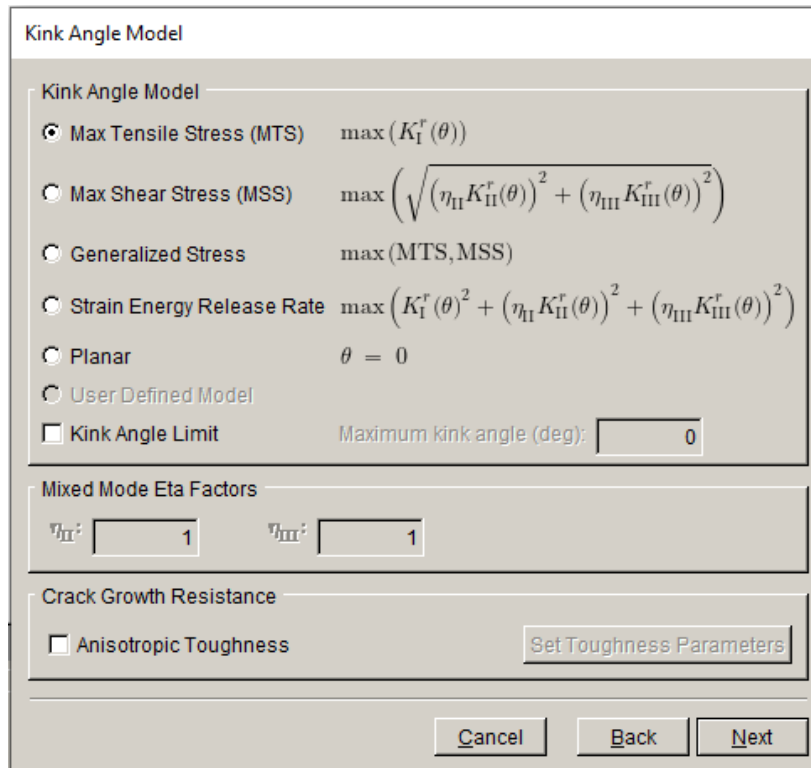 Kink Angle Model
Kink Angle Model
Max Tensile Stress (MTS) max (K_I^r(θ))
Max Shear Stress (MSS) max (√((η_II K_II^r(θ))^2 + (η_III K_III^r(θ))^2))
Generalized Stress max (MTS,MSS)
Strain Energy Release Rate max (K_I^r(θ)^2 + (η_II K_II^r(θ))^2 + (η_III K_III^r(θ))^2)
Planar θ = 0
User Defined Model
Kink Angle Limit Maximum kink angle (deg): 0
Mixed Mode Eta Factors
η_II: 1 η_III: 1
Crack Growth Resistance
Anisotropic Toughness Set Toughness Parameters
Cancel Back Next